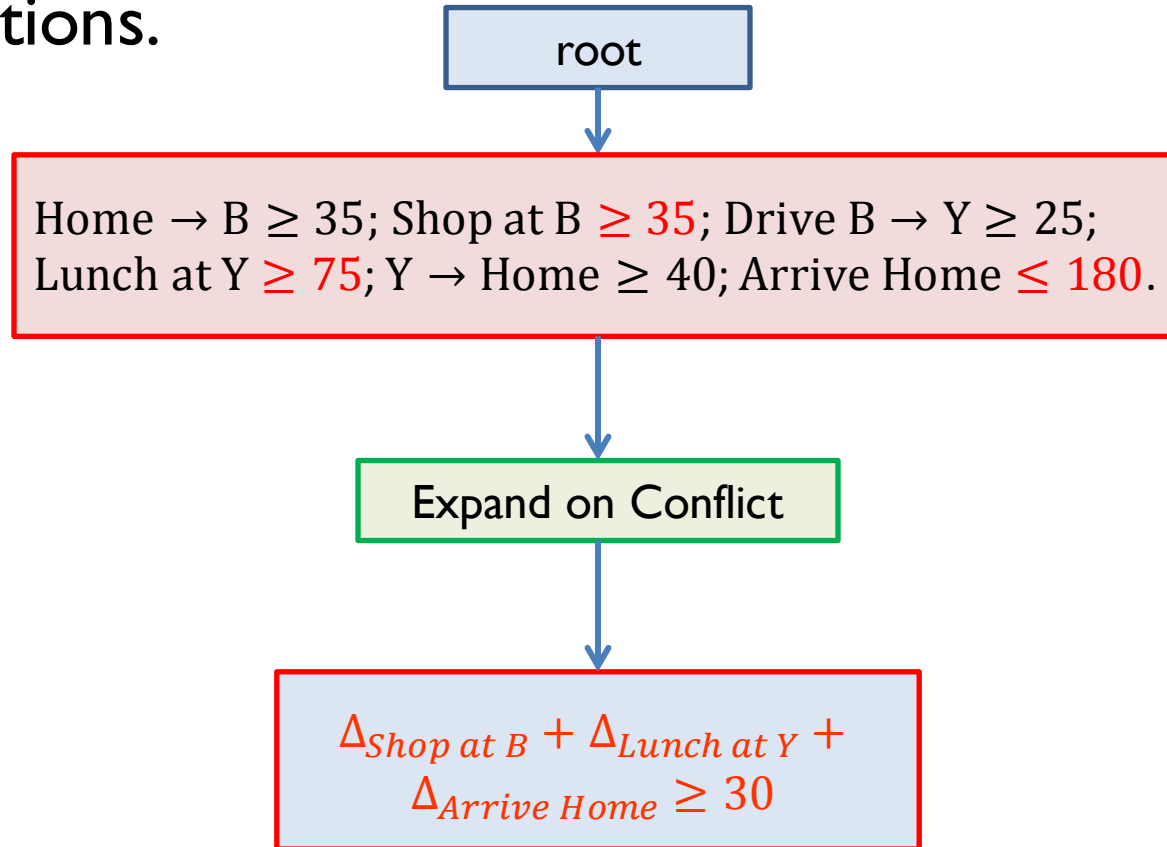 tions.
root
Home → B ≥ 35; Shop at B ≥ 35; Drive B → Y ≥ 25;
Lunch at Y ≥ 75; Y → Home ≥ 40; Arrive Home ≤ 180.
Expand on Conflict
Δ_Shop at B + Δ_Lunch at Y +
Δ_Arrive Home ≥ 30